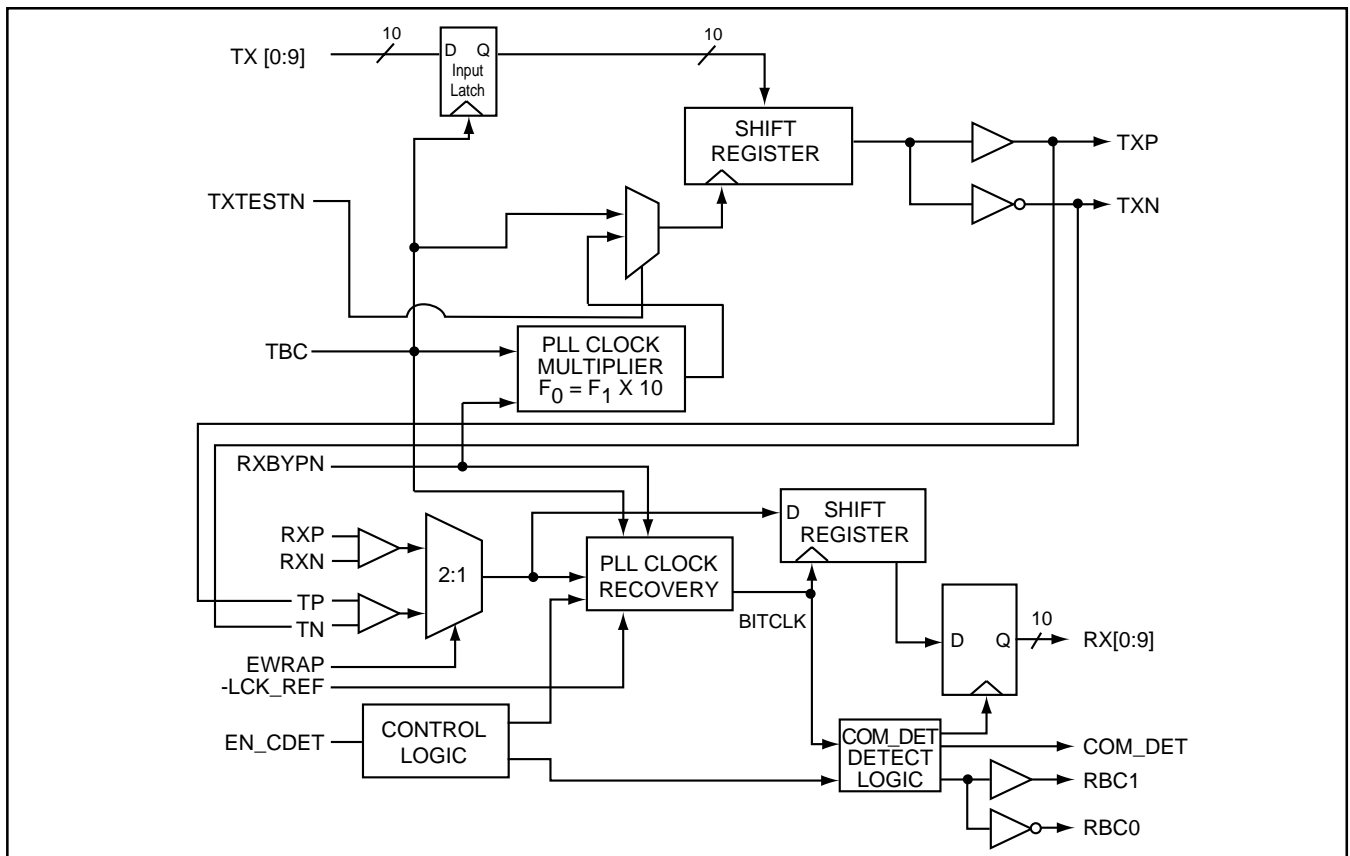 TX [0:9]
10
D Q
Input
Latch
10
SHIFT
REGISTER
TXP
TXN
TXTESTN
TBC
PLL CLOCK
MULTIPLIER
F0 = F1 X 10
RXBYPN
RXP
RXN
TP
TN
2:1
PLL CLOCK
RECOVERY
D SHIFT
REGISTER
BITCLK
D Q
10
RX[0:9]
EWRAP
-LCK_REF
EN_CDET
CONTROL
LOGIC
COM_DET
DETECT
LOGIC
COM_DET
RBC1
RBC0